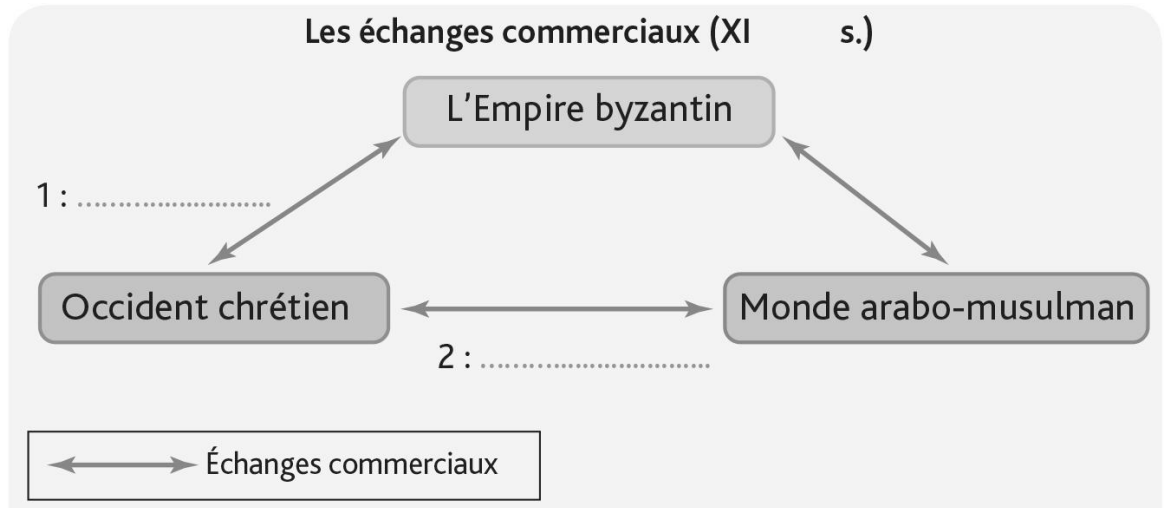 Les échanges commerciaux (XI s.)
L'Empire byzantin
1 : ..............................
Occident chrétien
Monde arabo-musulman
2 : ....................................
Échanges commerciaux